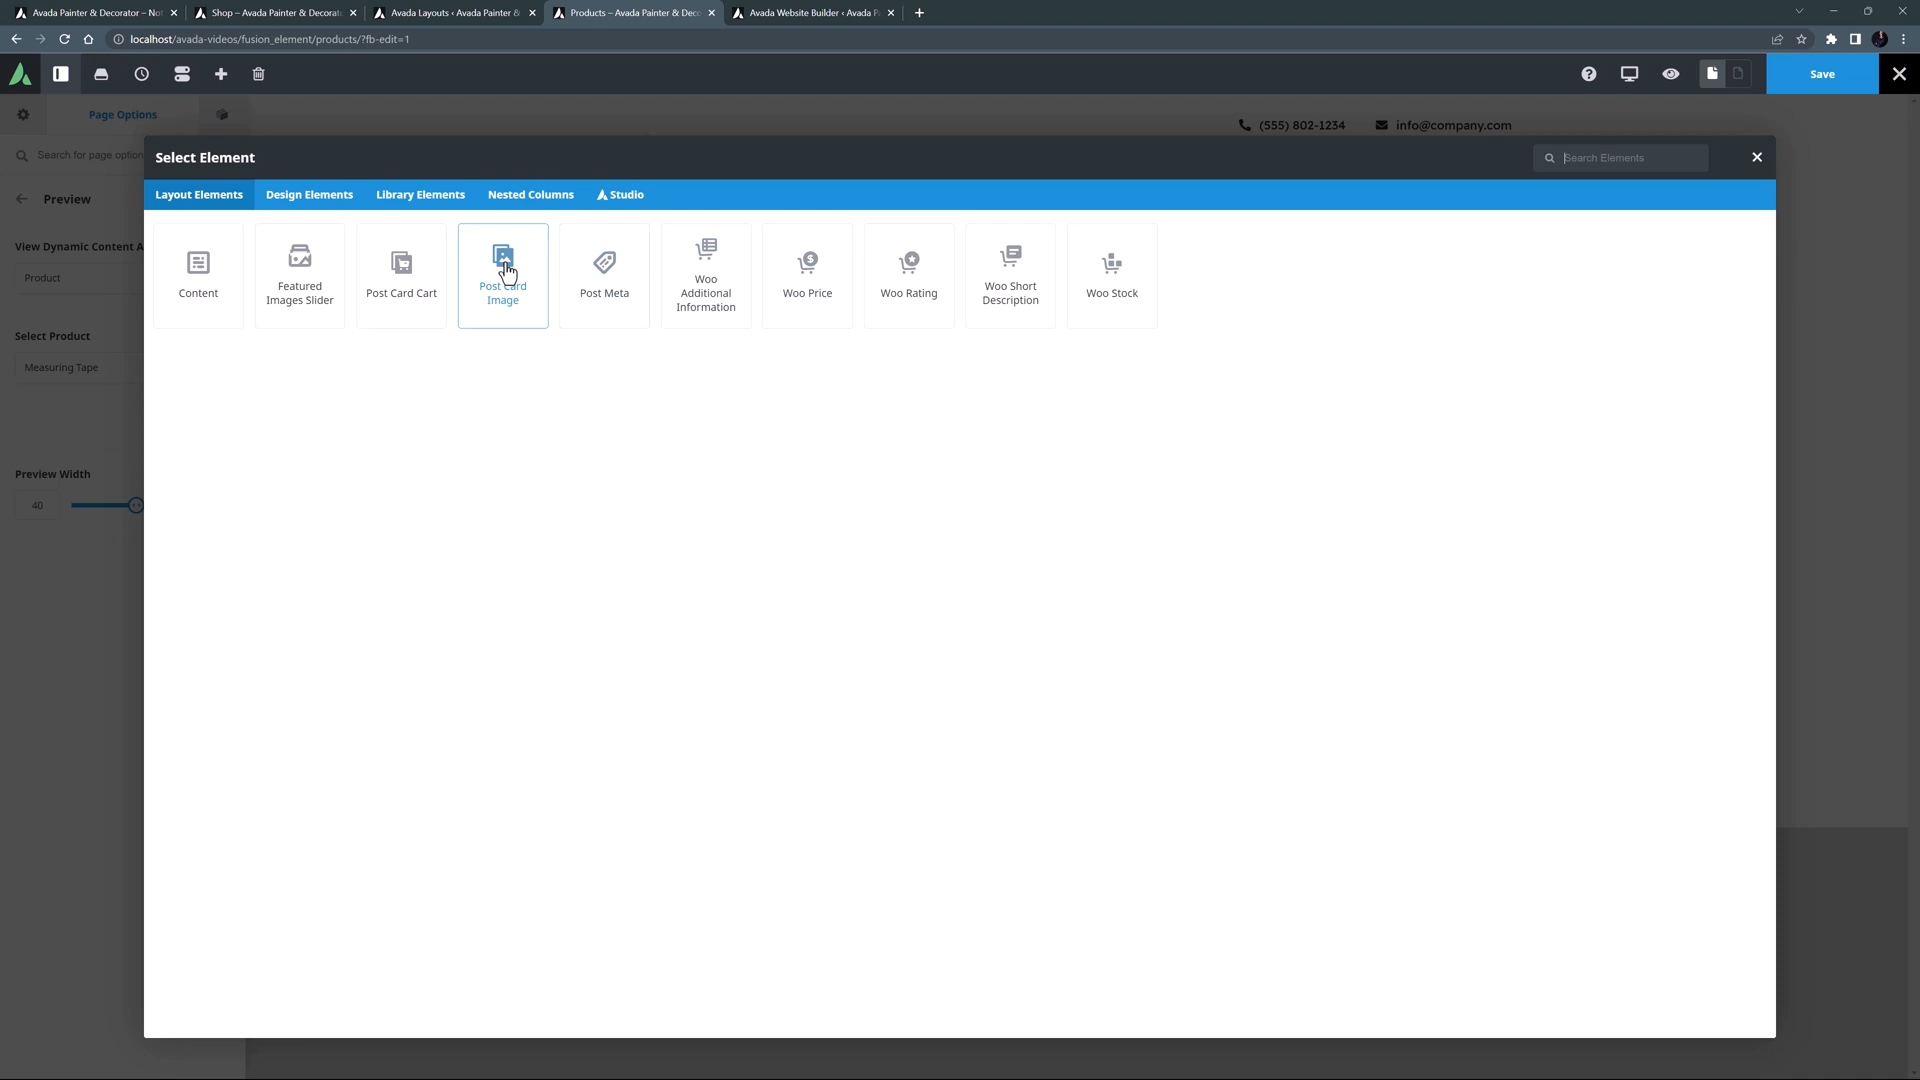 Avada Painter & Decorator – Not
Shop – Avada Painter & Decorato
Avada Layouts ‹ Avada Painter &
Products – Avada Painter & Deco
Avada Website Builder ‹ Avada P
localhost/avada-videos/fusion_element/products/?fb-edit=1
Save
Page Options
(555) 802-1234
info@company.com
Search for page option
Select Element
Search Elements
Layout Elements
Design Elements
Library Elements
Nested Columns
Studio
Preview
View Dynamic Content A
Product
Select Product
Measuring Tape
Preview Width
40
Content
Featured
Images Slider
Post Card Cart
Post Card
Image
Post Meta
Woo
Additional
Information
Woo Price
Woo Rating
Woo Short
Description
Woo Stock